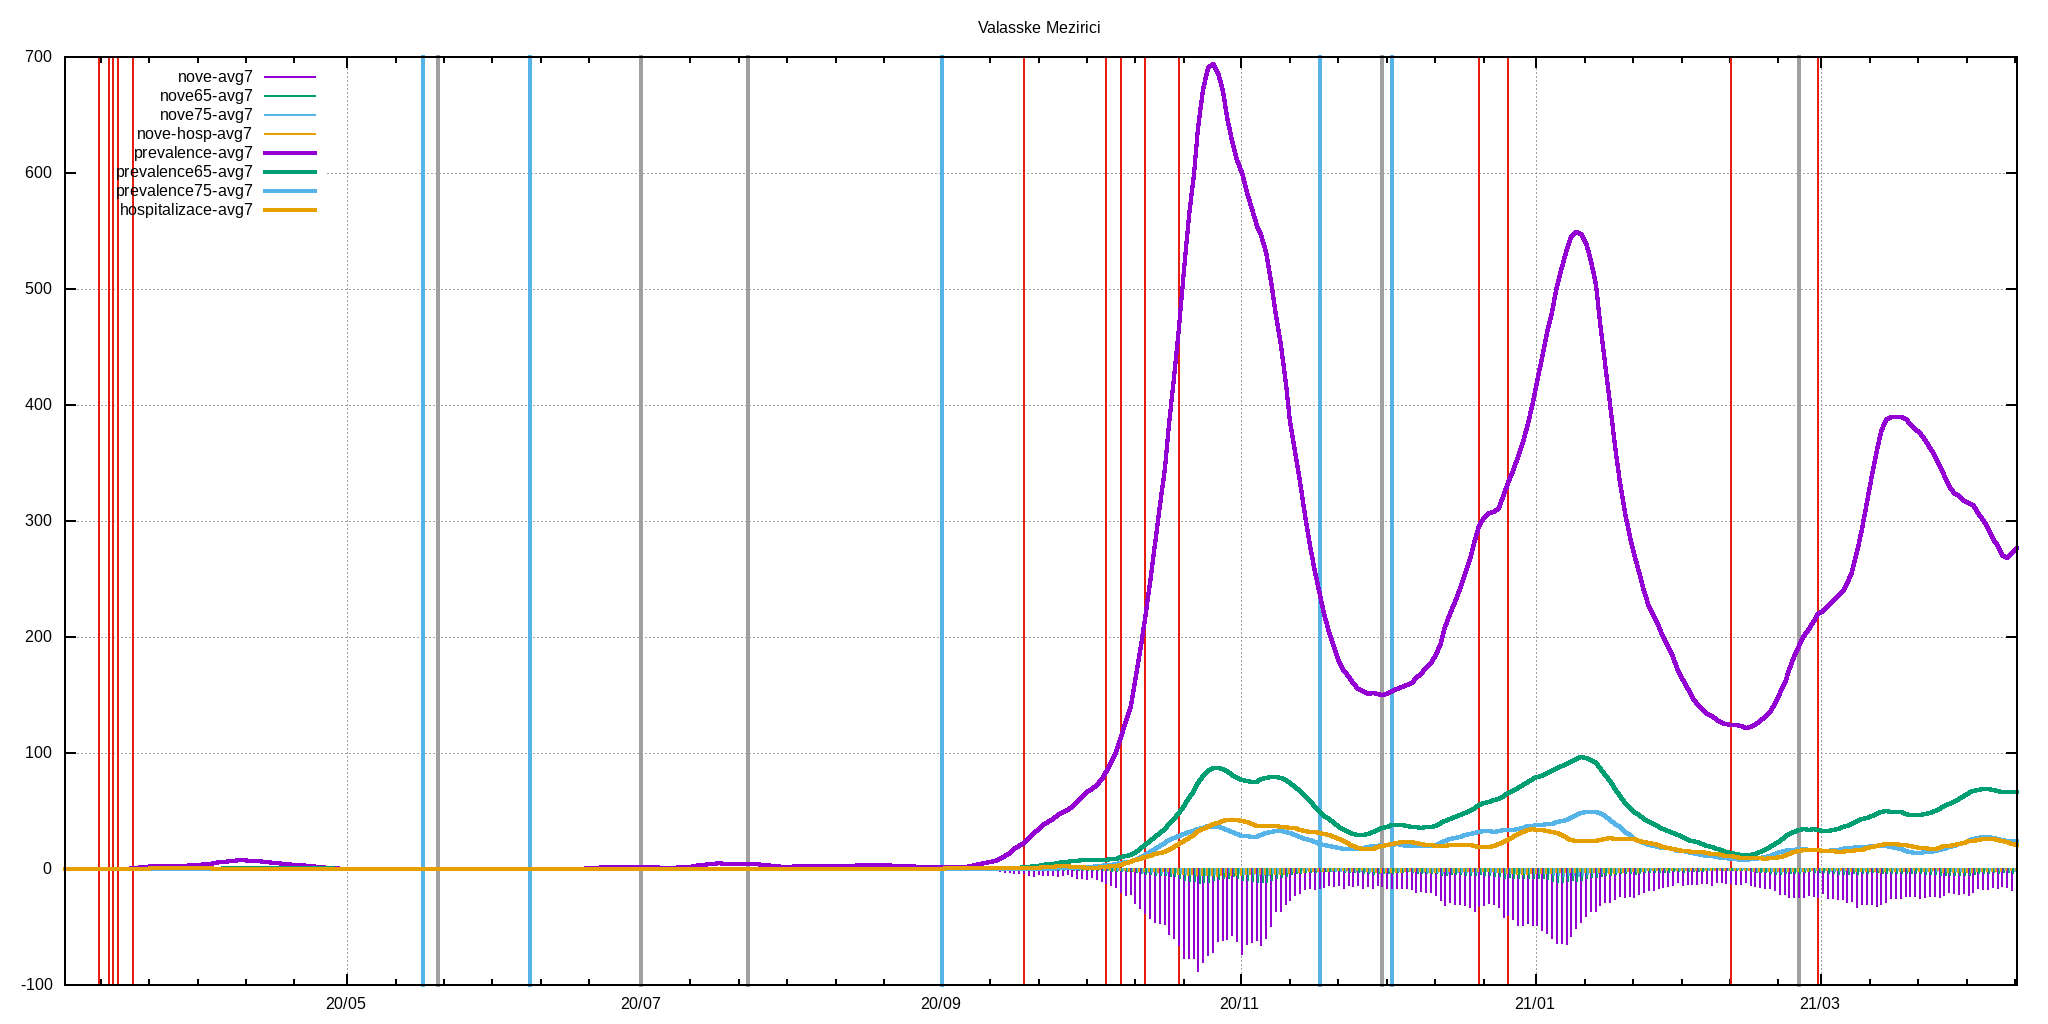 Valasske Mezirici
700
600
500
400
300
200
100
0
-100
nove-avg7
nove65-avg7
nove75-avg7
nove-hosp-avg7
prevalence-avg7
prevalence65-avg7
prevalence75-avg7
hospitalizace-avg7
20/05 20/07 20/09 20/11 21/01 21/03